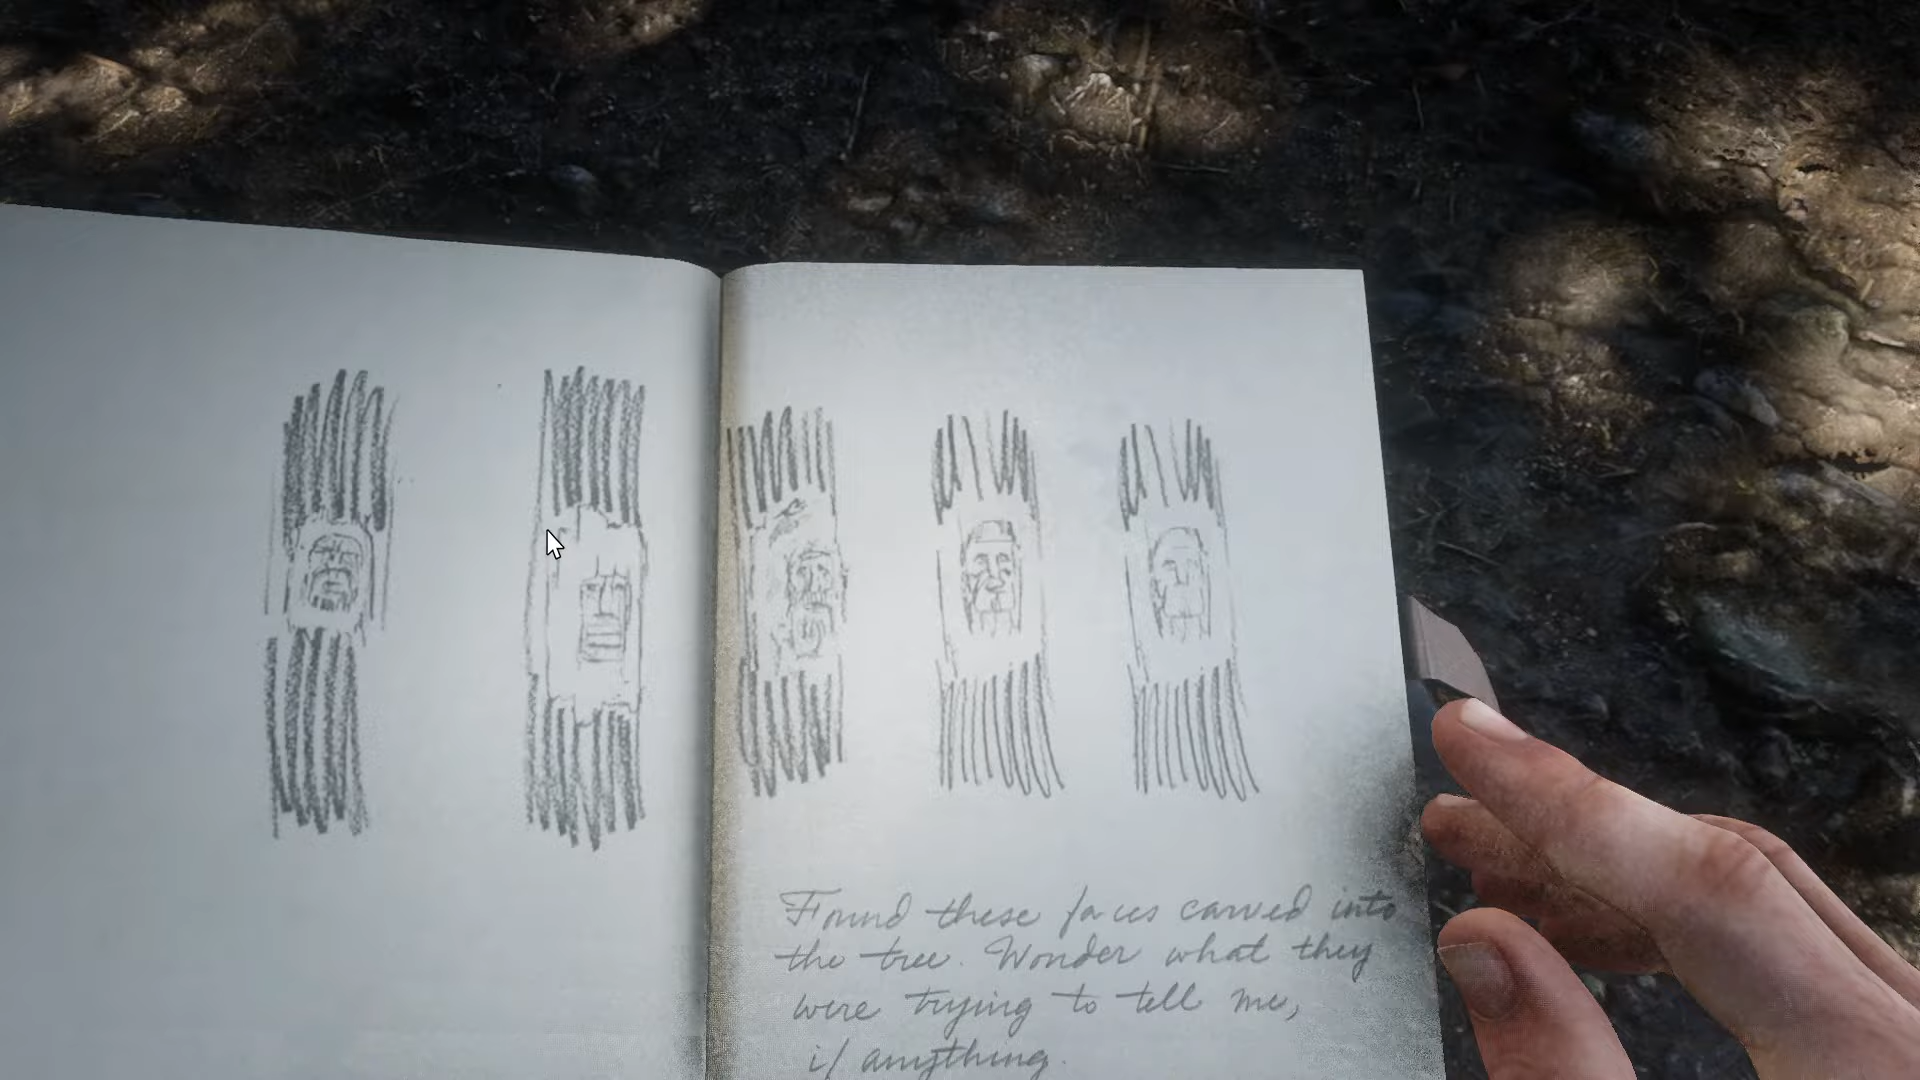 Found these faces carved into
the tree. Wonder what they
were trying to tell me,
if anything.